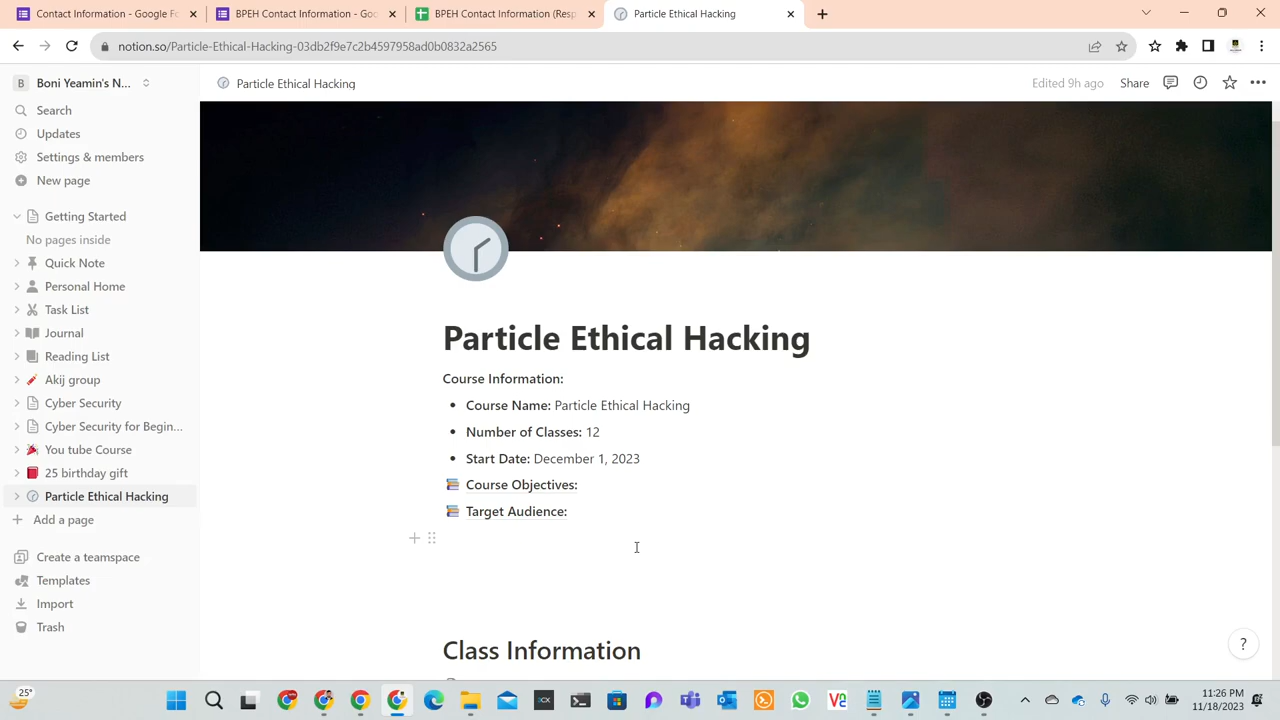 Contact Information - Google Fo
BPEH Contact Information - Goo
BPEH Contact Information (Resp
Particle Ethical Hacking
notion.so/Particle-Ethical-Hacking-03db2f9e7c2b4597958ad0b0832a2565
B Boni Yeamin's N...
Particle Ethical Hacking
Edited 9h ago
Share
Search
Updates
Settings & members
New page
Getting Started
No pages inside
Quick Note
Personal Home
Task List
Journal
Reading List
Akij group
Cyber Security
Cyber Security for Begin...
You tube Course
25 birthday gift
Particle Ethical Hacking
Add a page
Create a teamspace
Templates
Import
Trash
Particle Ethical Hacking
Course Information:
Course Name: Particle Ethical Hacking
Number of Classes: 12
Start Date: December 1, 2023
Course Objectives:
Target Audience:
Class Information
?
25°
11:26 PM
11/18/2023